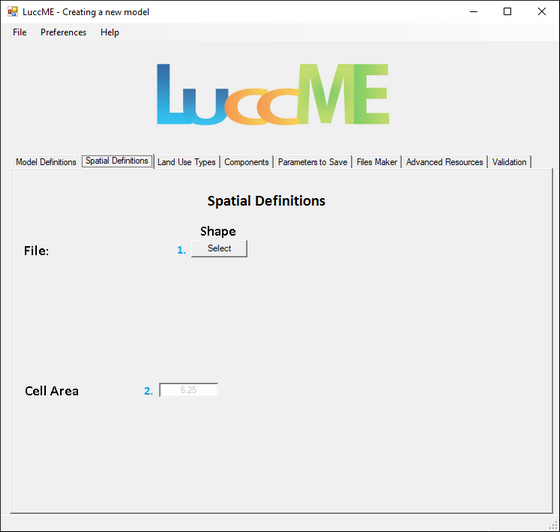 LuccME - Creating a new model
File Preferences Help
LuccME
Model Definitions Spatial Definitions Land Use Types Components Parameters to Save Files Maker Advanced Resources Validation
Spatial Definitions
Shape
File: 1. Select
Cell Area 2. 6.25